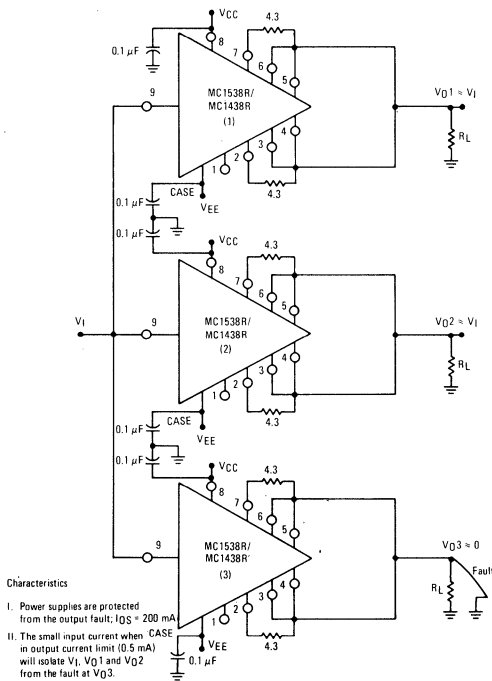 VCC
4.3
0.1 µF
8
7
6
5
9
MC1538R/
MC1438R
(1)
4
3
2
1
VO1 ≈ VI
RL
4.3
CASE
VEE
0.1 µF
0.1 µF
VCC
4.3
8
7
6
5
VI
9
MC1538R/
MC1438R
(2)
4
3
2
1
VO2 ≈ VI
RL
4.3
CASE
VEE
0.1 µF
0.1 µF
VCC
4.3
8
7
6
5
9
MC1538R/
MC1438R
(3)
4
3
2
1
VO3 ≈ 0
Fault
RL
4.3
CASE
VEE
0.1 µF
Characteristics
I. Power supplies are protected
from the output fault; IOS = 200 mA
II. The small input current when
in output current limit (0.5 mA)
will isolate VI, VO1 and VO2
from the fault at VO3.